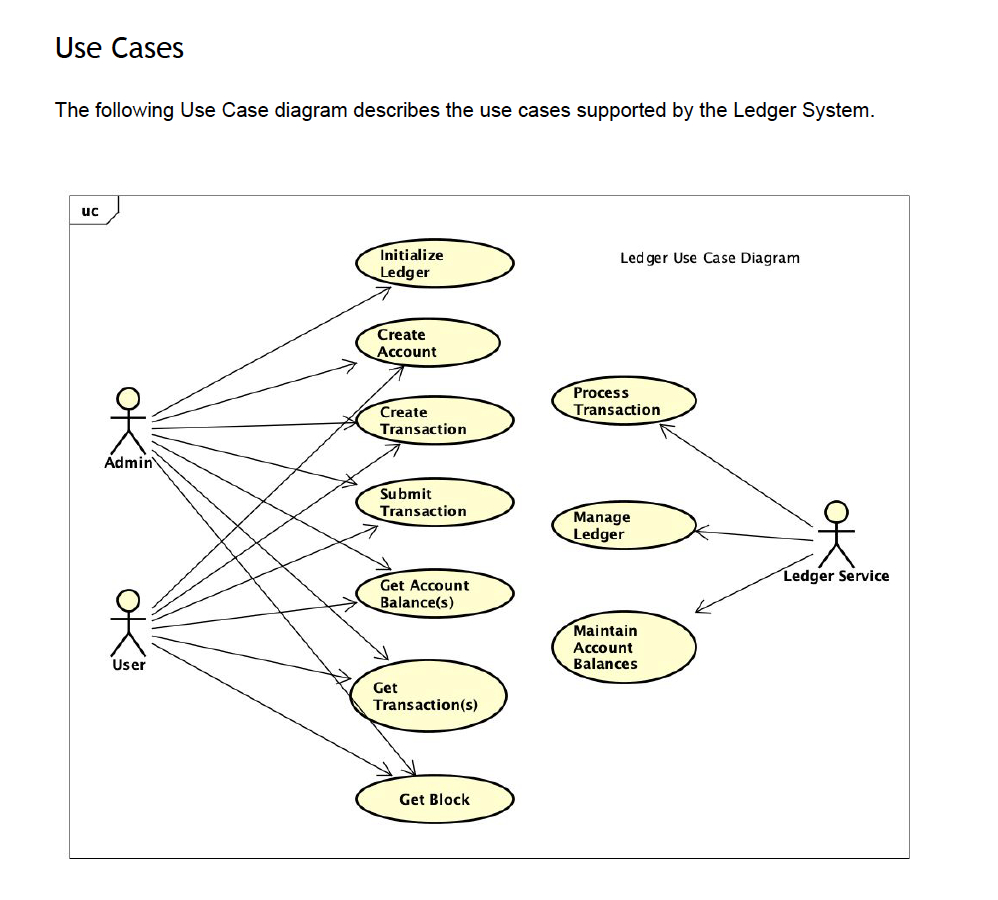 Use Cases
The following Use Case diagram describes the use cases supported by the Ledger System.
uc
Ledger Use Case Diagram
Initialize
Ledger
Create
Account
Create
Transaction
Submit
Transaction
Get Account
Balance(s)
Get
Transaction(s)
Get Block
Admin
User
Process
Transaction
Manage
Ledger
Maintain
Account
Balances
Ledger Service